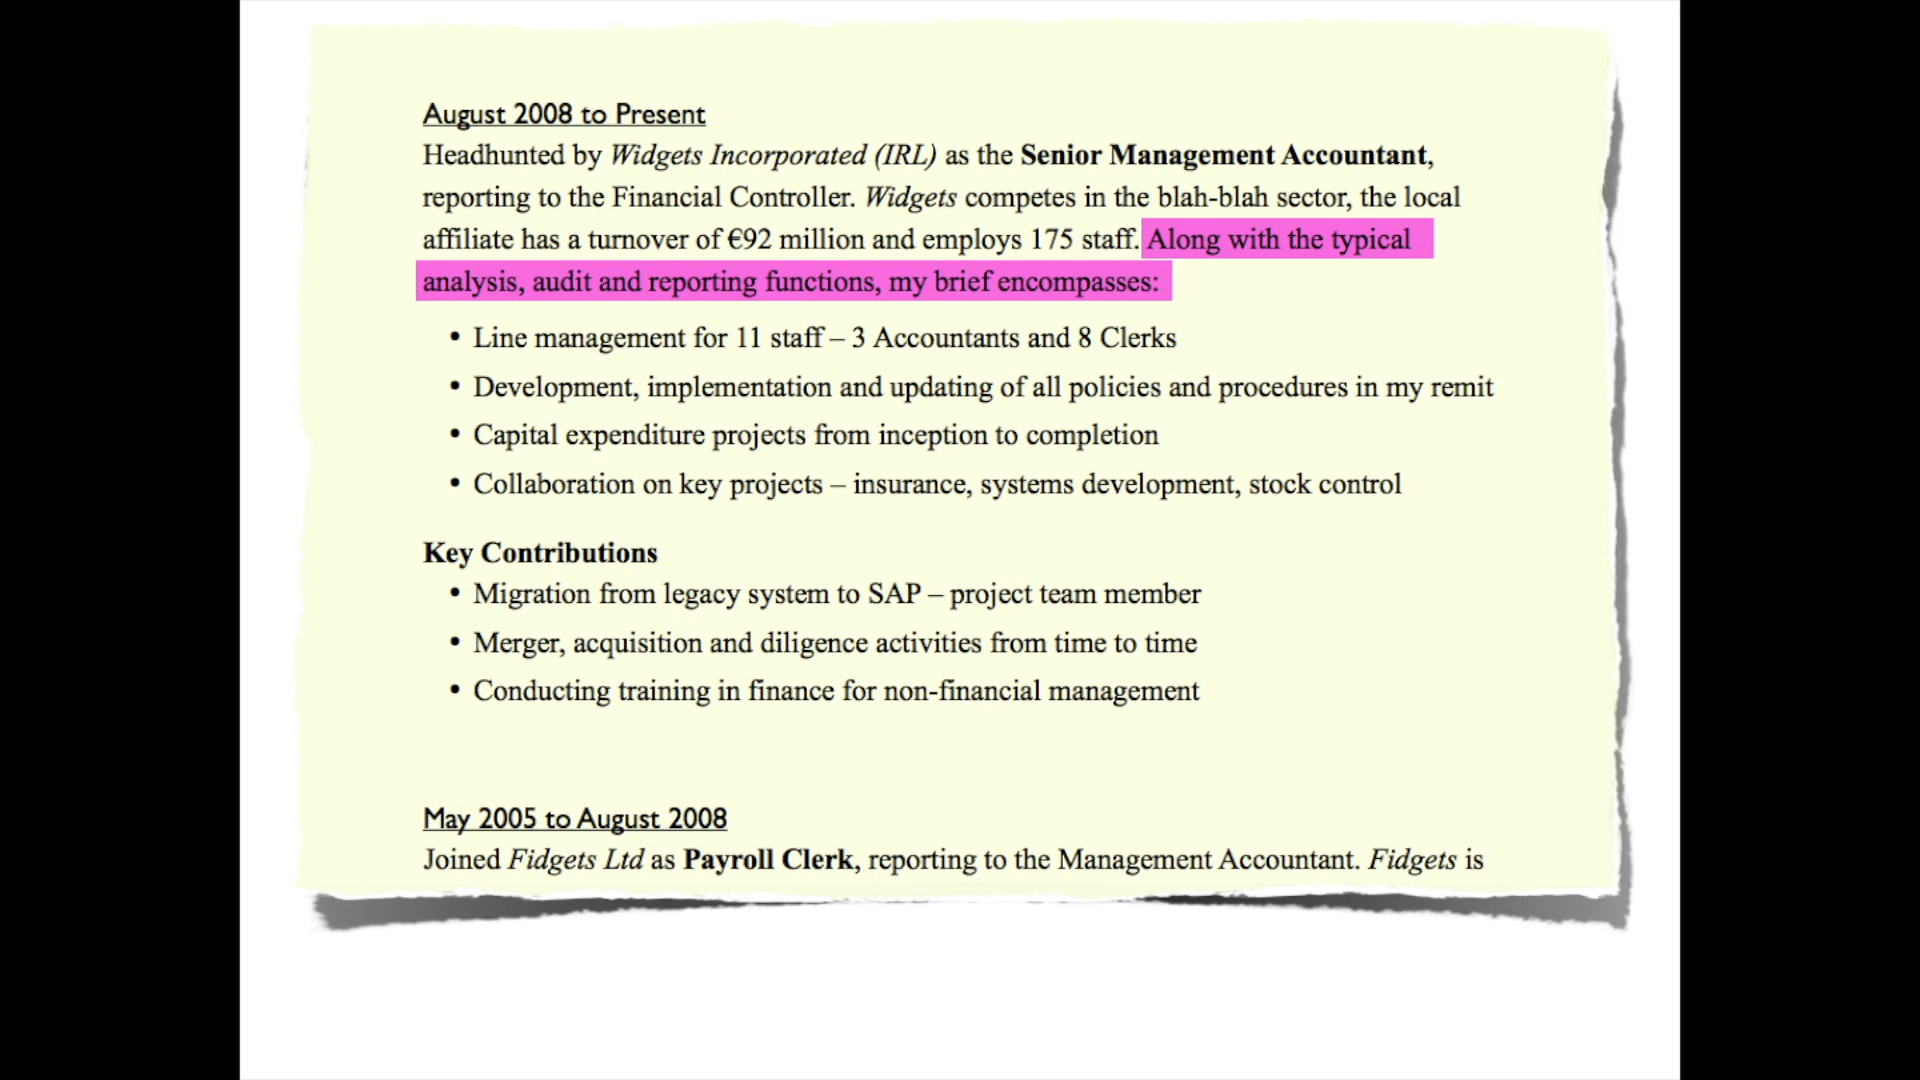 August 2008 to Present
Headhunted by Widgets Incorporated (IRL) as the Senior Management Accountant,
reporting to the Financial Controller. Widgets competes in the blah-blah sector, the local
affiliate has a turnover of €92 million and employs 175 staff. Along with the typical
analysis, audit and reporting functions, my brief encompasses:
• Line management for 11 staff – 3 Accountants and 8 Clerks
• Development, implementation and updating of all policies and procedures in my remit
• Capital expenditure projects from inception to completion
• Collaboration on key projects – insurance, systems development, stock control
Key Contributions
• Migration from legacy system to SAP – project team member
• Merger, acquisition and diligence activities from time to time
• Conducting training in finance for non-financial management
May 2005 to August 2008
Joined Fidgets Ltd as Payroll Clerk, reporting to the Management Accountant. Fidgets is